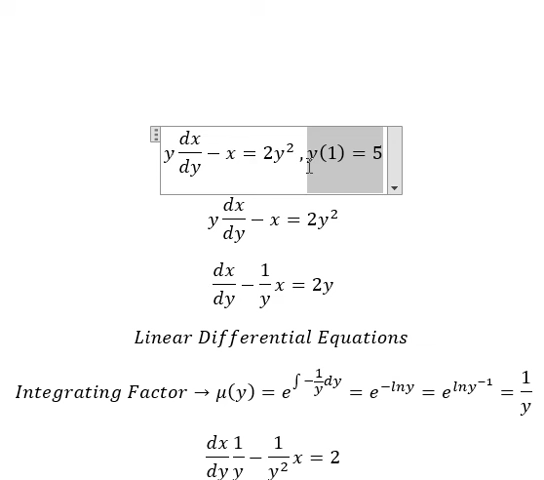 y dx/dy − x = 2y² , y(1) = 5
y dx/dy − x = 2y²
dx/dy − 1/y x = 2y
Linear Differential Equations
Integrating Factor → μ(y) = e^{∫ −1/y dy} = e^{−lny} = e^{lny⁻¹} = 1/y
dx/dy 1/y − 1/y² x = 2